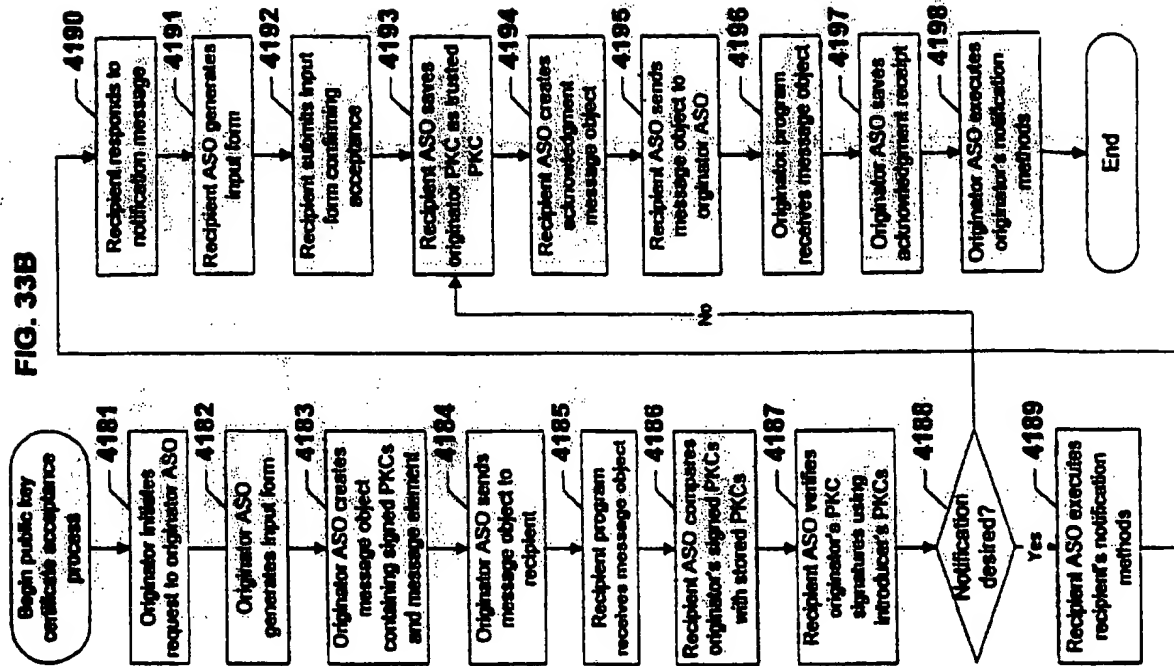 FIG. 33B
Begin public key
certificate acceptance
process
4181
Originator initiates
request to originator ASO
4182
Originator ASO
generates input form
4183
Originator ASO creates
message object
containing signed PKCs
and message element
4184
Originator ASO sends
message object to
recipient
4185
Recipient program
receives message object
4186
Recipient ASO compares
originator's signed PKCs
with stored PKCs
4187
Recipient ASO verifies
originator's PKC
signatures using
introducer's PKCs
4188
Notification
desired?
No
Yes
4189
Recipient ASO executes
recipient's notification
methods
4190
Recipient responds to
notification message
4191
Recipient ASO generates
input form
4192
Recipient submits input
form confirming
acceptance
4193
Recipient ASO saves
originator PKC as trusted
PKC
4194
Recipient ASO creates
acknowledgment
message object
4195
Recipient ASO sends
message object to
orginator ASO
4196
Originator program
receives message object
4197
Originator ASO saves
acknowledgment receipt
4198
Originator ASO executes
originator's notification
methods
End